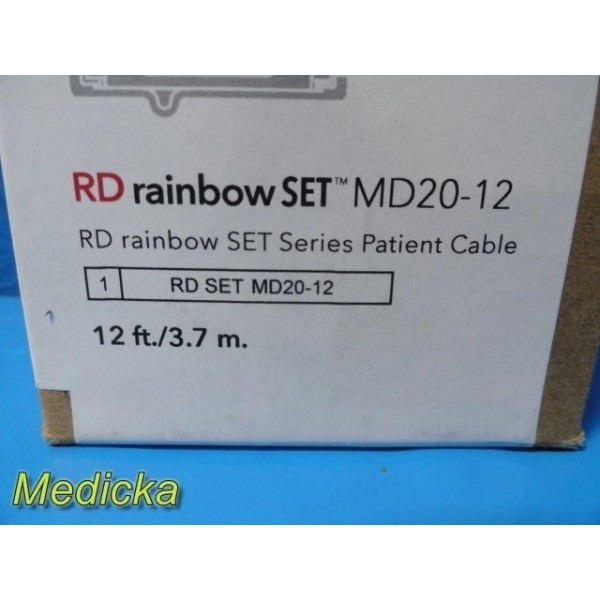 RD rainbow SET™ MD20-12
RD rainbow SET Series Patient Cable
1 RD SET MD20-12
12 ft./3.7 m.
Medicka